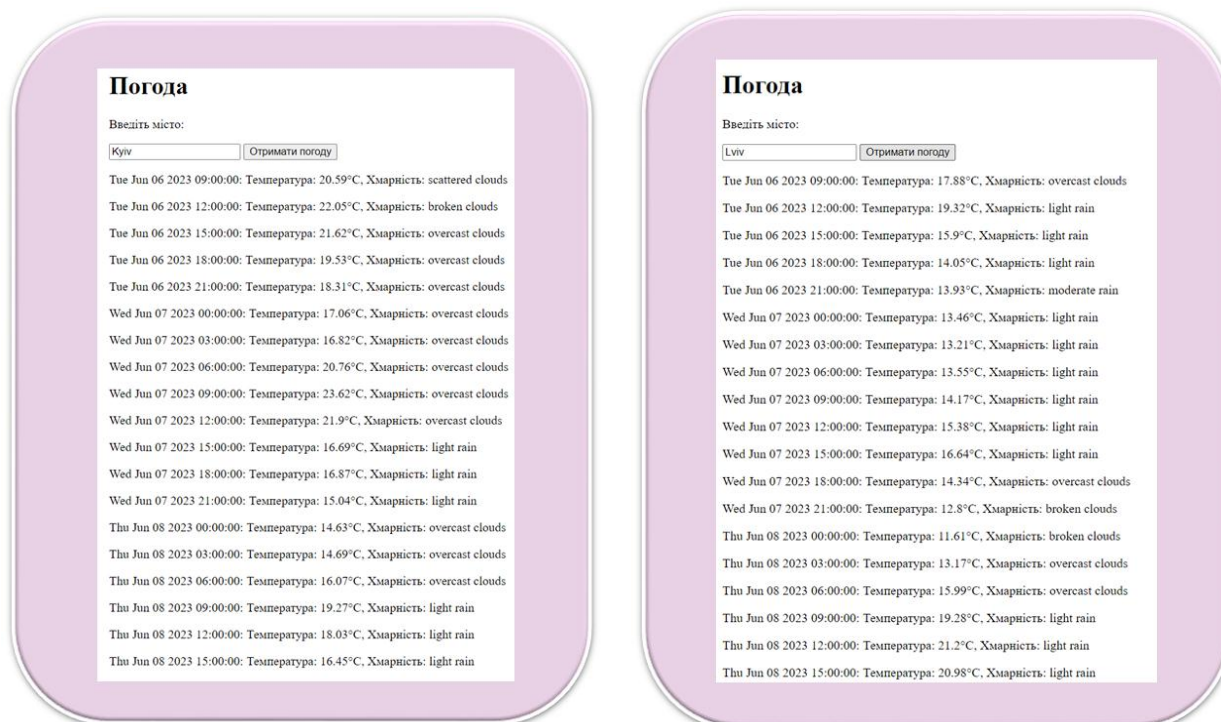 Погода
Введіть місто:
Kyiv Отримати погоду
Tue Jun 06 2023 09:00:00: Температура: 20.59°C, Хмарність: scattered clouds
Tue Jun 06 2023 12:00:00: Температура: 22.05°C, Хмарність: broken clouds
Tue Jun 06 2023 15:00:00: Температура: 21.62°C, Хмарність: overcast clouds
Tue Jun 06 2023 18:00:00: Температура: 19.53°C, Хмарність: overcast clouds
Tue Jun 06 2023 21:00:00: Температура: 18.31°C, Хмарність: overcast clouds
Wed Jun 07 2023 00:00:00: Температура: 17.06°C, Хмарність: overcast clouds
Wed Jun 07 2023 03:00:00: Температура: 16.82°C, Хмарність: overcast clouds
Wed Jun 07 2023 06:00:00: Температура: 20.76°C, Хмарність: overcast clouds
Wed Jun 07 2023 09:00:00: Температура: 23.62°C, Хмарність: overcast clouds
Wed Jun 07 2023 12:00:00: Температура: 21.9°C, Хмарність: overcast clouds
Wed Jun 07 2023 15:00:00: Температура: 16.69°C, Хмарність: light rain
Wed Jun 07 2023 18:00:00: Температура: 16.87°C, Хмарність: light rain
Wed Jun 07 2023 21:00:00: Температура: 15.04°C, Хмарність: light rain
Thu Jun 08 2023 00:00:00: Температура: 14.63°C, Хмарність: overcast clouds
Thu Jun 08 2023 03:00:00: Температура: 14.69°C, Хмарність: overcast clouds
Thu Jun 08 2023 06:00:00: Температура: 16.07°C, Хмарність: overcast clouds
Thu Jun 08 2023 09:00:00: Температура: 19.27°C, Хмарність: light rain
Thu Jun 08 2023 12:00:00: Температура: 18.03°C, Хмарність: light rain
Thu Jun 08 2023 15:00:00: Температура: 16.45°C, Хмарність: light rain
Погода
Введіть місто:
Lviv Отримати погоду
Tue Jun 06 2023 09:00:00: Температура: 17.88°C, Хмарність: overcast clouds
Tue Jun 06 2023 12:00:00: Температура: 19.32°C, Хмарність: light rain
Tue Jun 06 2023 15:00:00: Температура: 15.9°C, Хмарність: light rain
Tue Jun 06 2023 18:00:00: Температура: 14.05°C, Хмарність: light rain
Tue Jun 06 2023 21:00:00: Температура: 13.93°C, Хмарність: moderate rain
Wed Jun 07 2023 00:00:00: Температура: 13.46°C, Хмарність: light rain
Wed Jun 07 2023 03:00:00: Температура: 13.21°C, Хмарність: light rain
Wed Jun 07 2023 06:00:00: Температура: 13.55°C, Хмарність: light rain
Wed Jun 07 2023 09:00:00: Температура: 14.17°C, Хмарність: light rain
Wed Jun 07 2023 12:00:00: Температура: 15.38°C, Хмарність: light rain
Wed Jun 07 2023 15:00:00: Температура: 16.64°C, Хмарність: light rain
Wed Jun 07 2023 18:00:00: Температура: 14.34°C, Хмарність: overcast clouds
Wed Jun 07 2023 21:00:00: Температура: 12.8°C, Хмарність: broken clouds
Thu Jun 08 2023 00:00:00: Температура: 11.61°C, Хмарність: broken clouds
Thu Jun 08 2023 03:00:00: Температура: 13.17°C, Хмарність: overcast clouds
Thu Jun 08 2023 06:00:00: Температура: 15.99°C, Хмарність: overcast clouds
Thu Jun 08 2023 09:00:00: Температура: 19.28°C, Хмарність: light rain
Thu Jun 08 2023 12:00:00: Температура: 21.2°C, Хмарність: light rain
Thu Jun 08 2023 15:00:00: Температура: 20.98°C, Хмарність: light rain